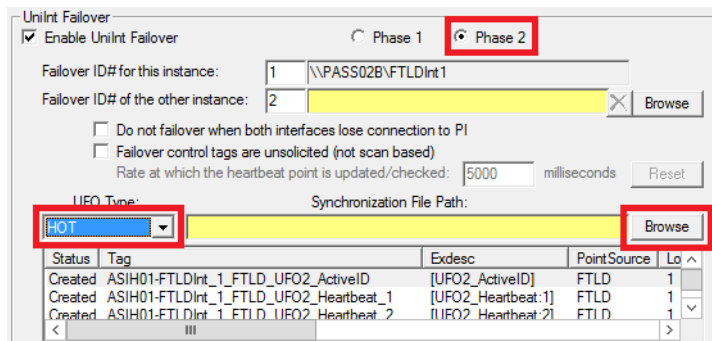 UniInt Failover
Enable UniInt Failover Phase 1 Phase 2
Failover ID# for this instance: 1 \\PASS02B\FTLDInt1
Failover ID# of the other instance: 2 Browse
Do not failover when both interfaces lose connection to PI
Failover control tags are unsolicited (not scan based)
Rate at which the heartbeat point is updated/checked: 5000 milliseconds Reset
UFO Type: Synchronization File Path:
HOT Browse
Status Tag Exdesc PointSource Lo
Created ASIH01-FTLDInt_1_FTLD_UFO2_ActiveID [UFO2_ActiveID] FTLD 1
Created ASIH01-FTLDInt_1_FTLD_UFO2_Heartbeat_1 [UFO2_Heartbeat:1] FTLD 1
Created ASIH01-FTLDInt_1_FTLD_UFO2_Heartbeat_2 [UFO2_Heartbeat:2] FTLD 1